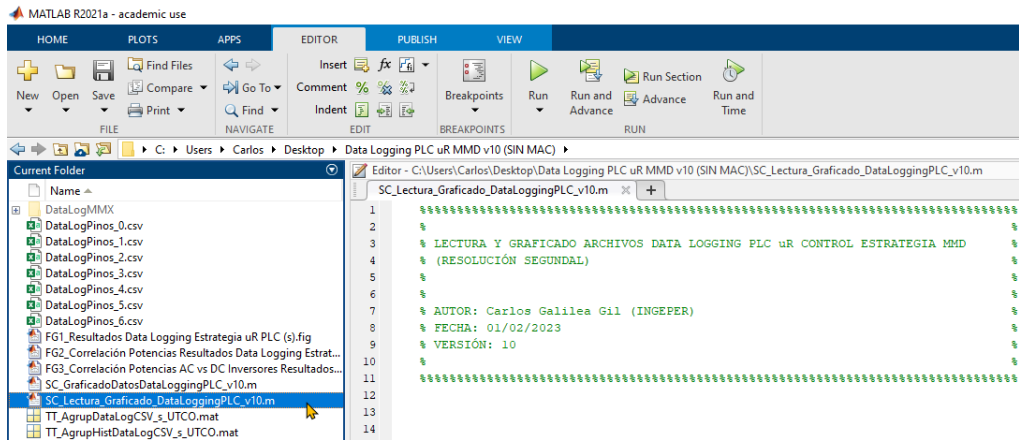 MATLAB R2021a - academic use
HOME PLOTS APPS EDITOR PUBLISH VIEW
New Open Save Find Files Compare Print
Go To Find
Insert fx
Comment %
Indent
Breakpoints
Run Run and Advance Run Section Advance Run and Time
FILE NAVIGATE EDIT BREAKPOINTS RUN
C: Users Carlos Desktop Data Logging PLC uR MMD v10 (SIN MAC)
Current Folder
Name
DataLogMMX
DataLogPinos_0.csv
DataLogPinos_1.csv
DataLogPinos_2.csv
DataLogPinos_3.csv
DataLogPinos_4.csv
DataLogPinos_5.csv
DataLogPinos_6.csv
FG1_Resultados Data Logging Estrategia uR PLC (s).fig
FG2_Correlación Potencias Resultados Data Logging Estrat...
FG3_Correlación Potencias AC vs DC Inversores Resultados...
SC_GraficadoDatosDataLoggingPLC_v10.m
SC_Lectura_Graficado_DataLoggingPLC_v10.m
TT_AgrupDataLogCSV_s_UTCO.mat
TT_AgrupHistDataLogCSV_s_UTCO.mat
Editor - C:\Users\Carlos\Desktop\Data Logging PLC uR MMD v10 (SIN MAC)\SC_Lectura_Graficado_DataLoggingPLC_v10.m
SC_Lectura_Graficado_DataLoggingPLC_v10.m × +
1 %%%%%%%%%%%%%%%%%%%%%%%%%%%%%%%%%%%%%%%%%%%%%%%%%%%%%%%%%%%%%%%%%%%%%%%%%%%%%%%%
2 % %
3 % LECTURA Y GRAFICADO ARCHIVOS DATA LOGGING PLC uR CONTROL ESTRATEGIA MMD %
4 % (RESOLUCIÓN SEGUNDAL) %
5 % %
6 % %
7 % AUTOR: Carlos Galilea Gil (INGEPER) %
8 % FECHA: 01/02/2023 %
9 % VERSIÓN: 10 %
10 % %
11 %%%%%%%%%%%%%%%%%%%%%%%%%%%%%%%%%%%%%%%%%%%%%%%%%%%%%%%%%%%%%%%%%%%%%%%%%%%%%%%%
12
13
14